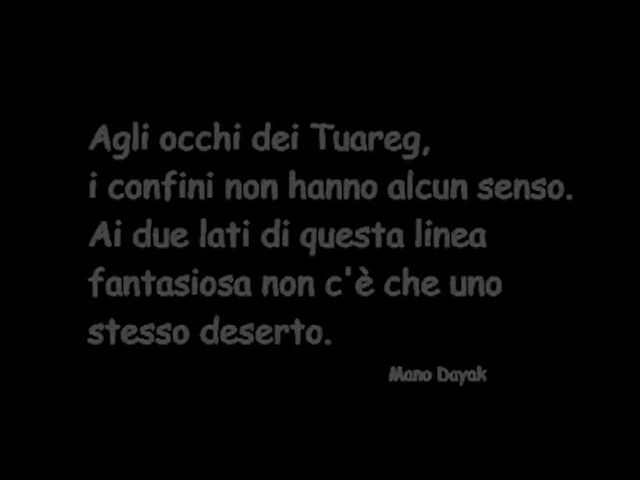 Agli occhi dei Tuareg,
i confini non hanno alcun senso.
Ai due lati di questa linea
fantasiosa non c'è che uno
stesso deserto.
Mano Dayak